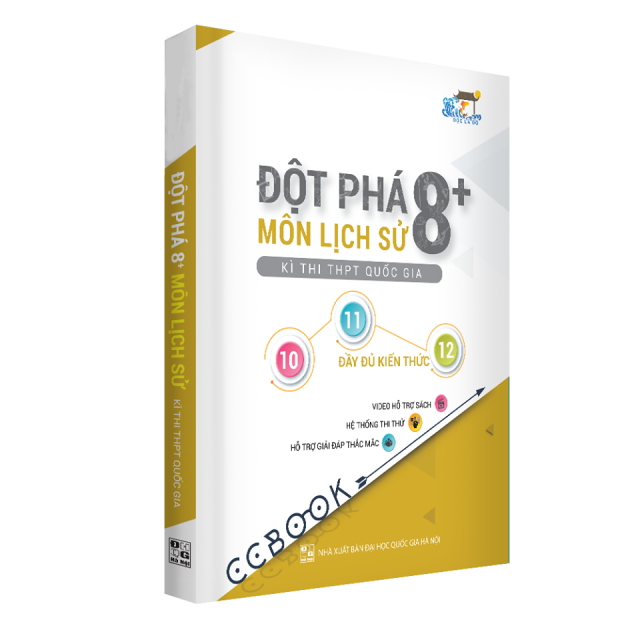 ĐỘT PHÁ 8+
MÔN LỊCH SỬ
KÌ THI THPT QUỐC GIA
10
11
12
ĐẦY ĐỦ KIẾN THỨC
VIDEO HỖ TRỢ SÁCH
HỆ THỐNG THI THỬ
HỖ TRỢ GIẢI ĐÁP THẮC MẮC
CCBOOK
NHÀ XUẤT BẢN ĐẠI HỌC QUỐC GIA HÀ NỘI
ĐỘT PHÁ 8+ MÔN LỊCH SỬ
KÌ THI THPT QUỐC GIA
Hà Nội